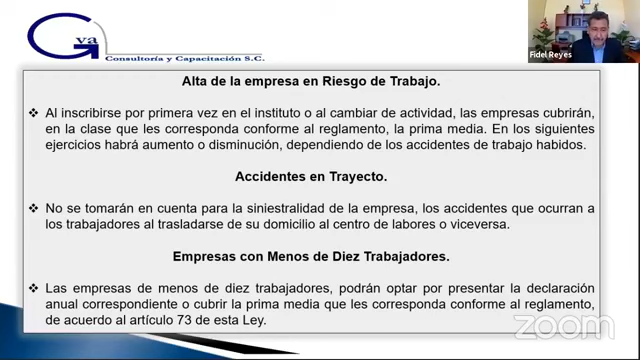 Gva
Consultoría y Capacitación S.C.
Fidel Reyes
Alta de la empresa en Riesgo de Trabajo.
❖ Al inscribirse por primera vez en el instituto o al cambiar de actividad, las empresas cubrirán,
en la clase que les corresponda conforme al reglamento, la prima media. En los siguientes
ejercicios habrá aumento o disminución, dependiendo de los accidentes de trabajo habidos.
Accidentes en Trayecto.
❖ No se tomarán en cuenta para la siniestralidad de la empresa, los accidentes que ocurran a
los trabajadores al trasladarse de su domicilio al centro de labores o viceversa.
Empresas con Menos de Diez Trabajadores.
❖ Las empresas de menos de diez trabajadores, podrán optar por presentar la declaración
anual correspondiente o cubrir la prima media que les corresponda conforme al reglamento,
de acuerdo al artículo 73 de esta Ley.
zoom